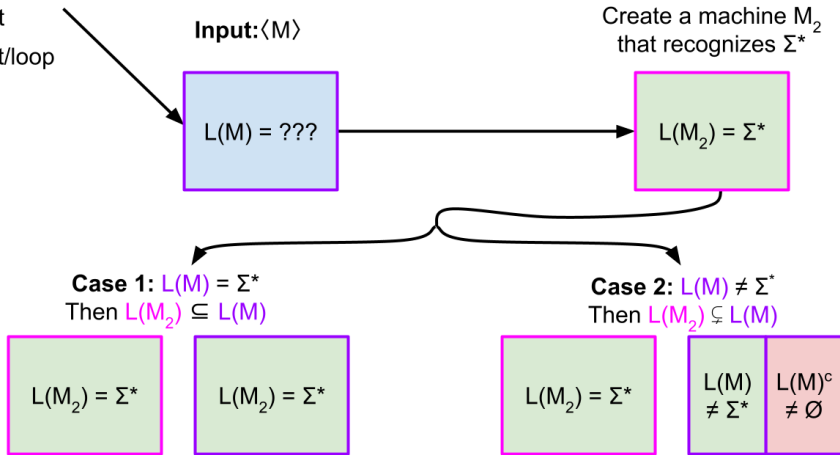 t
t/loop
Input:⟨M⟩
Create a machine M₂
that recognizes Σ*
L(M) = ???
L(M₂) = Σ*
Case 1: L(M) = Σ*
Then L(M₂) ⊆ L(M)
Case 2: L(M) ≠ Σ*
Then L(M₂) ⊊ L(M)
L(M₂) = Σ*
L(M₂) = Σ*
L(M₂) = Σ*
L(M)
≠ Σ*
L(M)ᶜ
≠ Ø